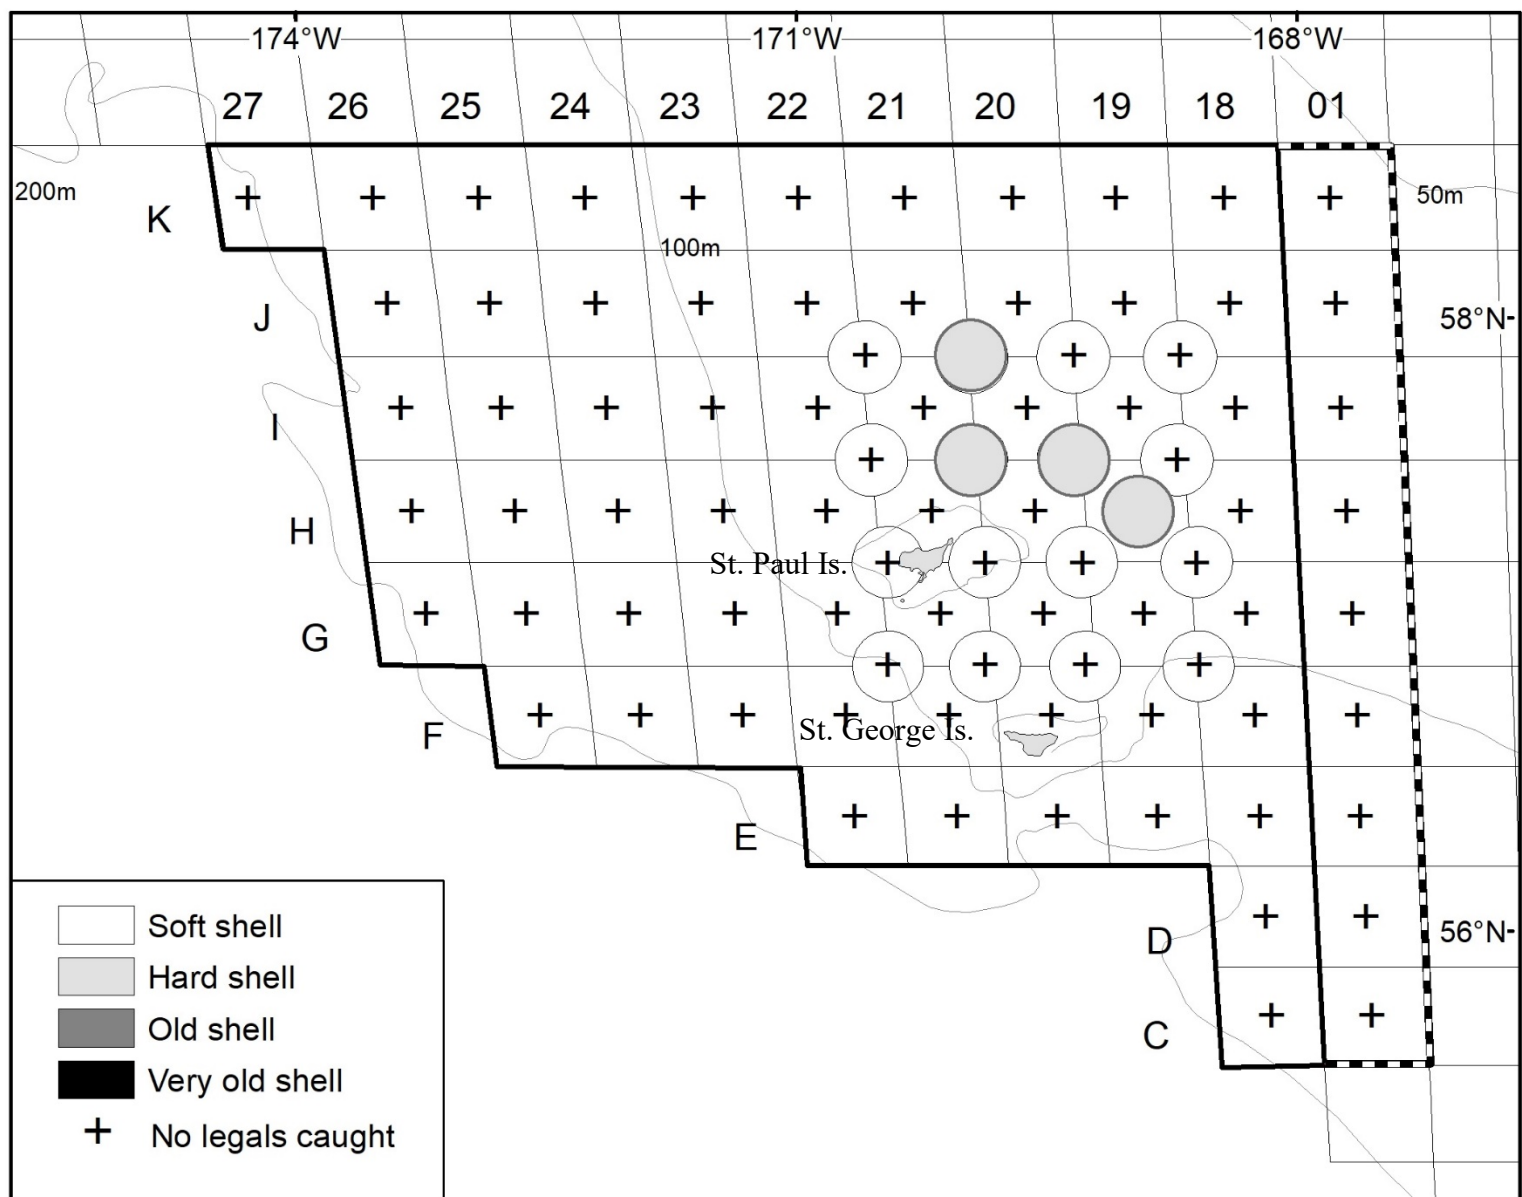 174°W 171°W 168°W
27 26 25 24 23 22 21 20 19 18 01
200m
50m
K
100m
J
58°N
I
H
St. Paul Is.
G
F
St. George Is.
E
D
56°N
C
Soft shell
Hard shell
Old shell
Very old shell
+ No legals caught